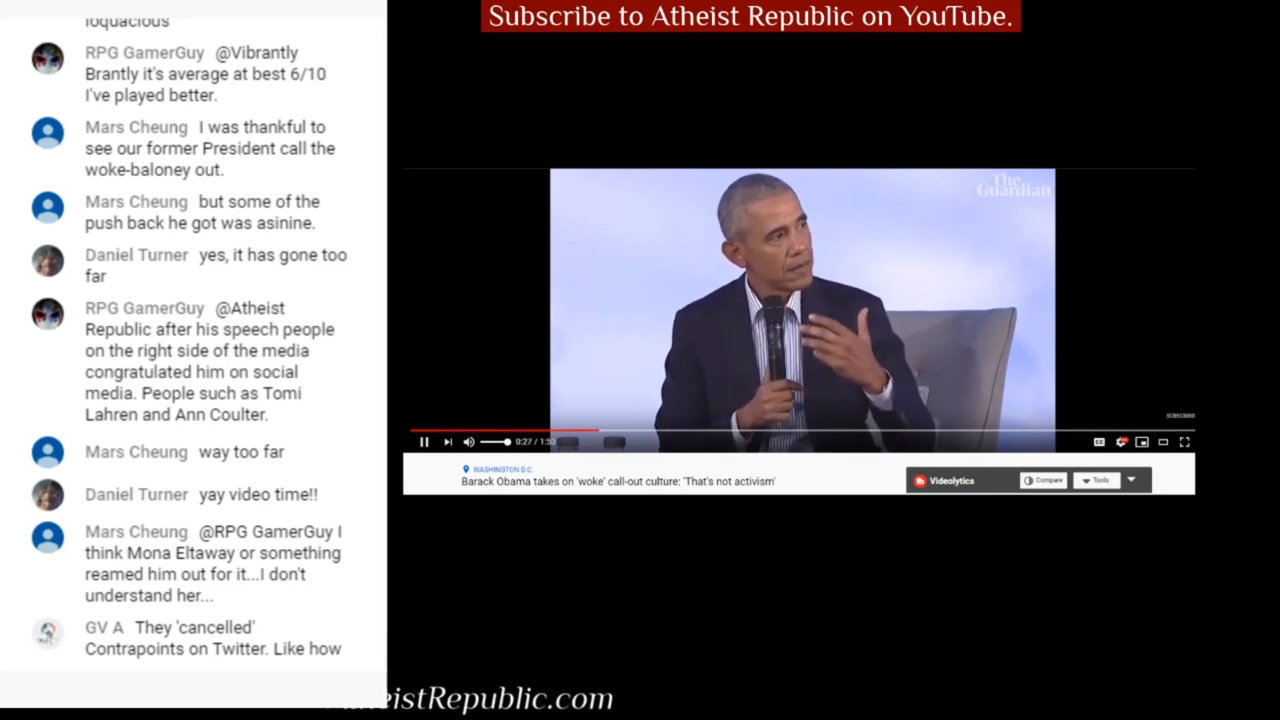 loquacious
RPG GamerGuy @Vibrantly
Brantly it's average at best 6/10
I've played better.
Mars Cheung I was thankful to
see our former President call the
woke-baloney out.
Mars Cheung but some of the
push back he got was asinine.
Daniel Turner yes, it has gone too
far
RPG GamerGuy @Atheist
Republic after his speech people
on the right side of the media
congratulated him on social
media. People such as Tomi
Lahren and Ann Coulter.
Mars Cheung way too far
Daniel Turner yay video time!!
Mars Cheung @RPG GamerGuy I
think Mona Eltaway or something
reamed him out for it...I don't
understand her...
GV A They 'cancelled'
Contrapoints on Twitter. Like how
Subscribe to Atheist Republic on YouTube.
The
Guardian
SUBSCRIBE
0:27 / 1:53
WASHINGTON D.C.
Barack Obama takes on 'woke' call-out culture: 'That's not activism'
Videolytics
Compare
Tools
eistRepublic.com